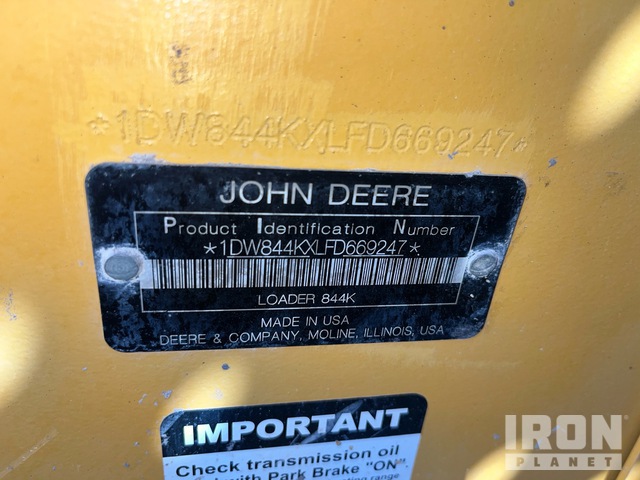 *1DW844KXLFD669247*
JOHN DEERE
Product Identification Number
*1DW844KXLFD669247*
LOADER 844K
MADE IN USA
DEERE & COMPANY, MOLINE, ILLINOIS, USA
IMPORTANT
Check transmission oil
with Park Brake "ON"
range
IRON
PLANET